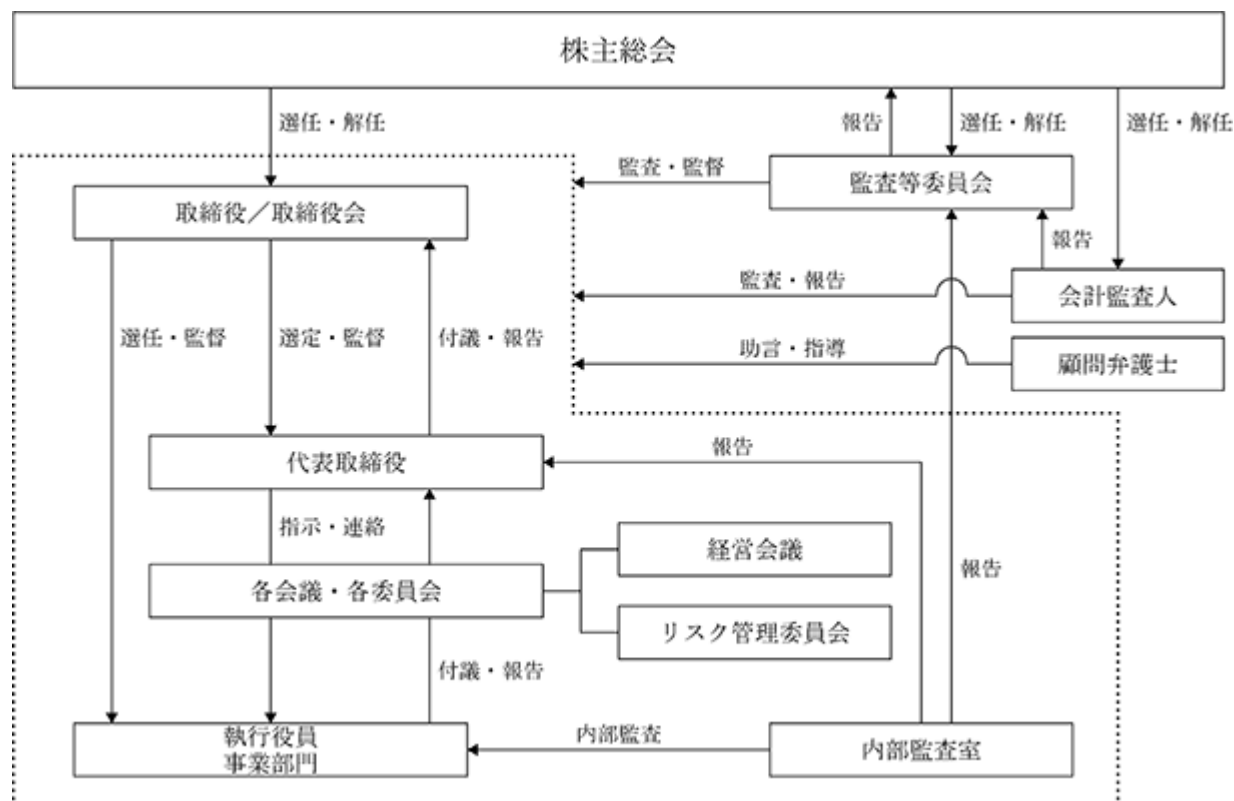 株主総会
選任・解任
報告
選任・解任
選任・解任
監査・監督
監査等委員会
取締役／取締役会
報告
監査・報告
会計監査人
選任・監督
選定・監督
付議・報告
助言・指導
顧問弁護士
代表取締役
報告
指示・連絡
経営会議
各会議・各委員会
報告
リスク管理委員会
付議・報告
執行役員
事業部門
内部監査
内部監査室